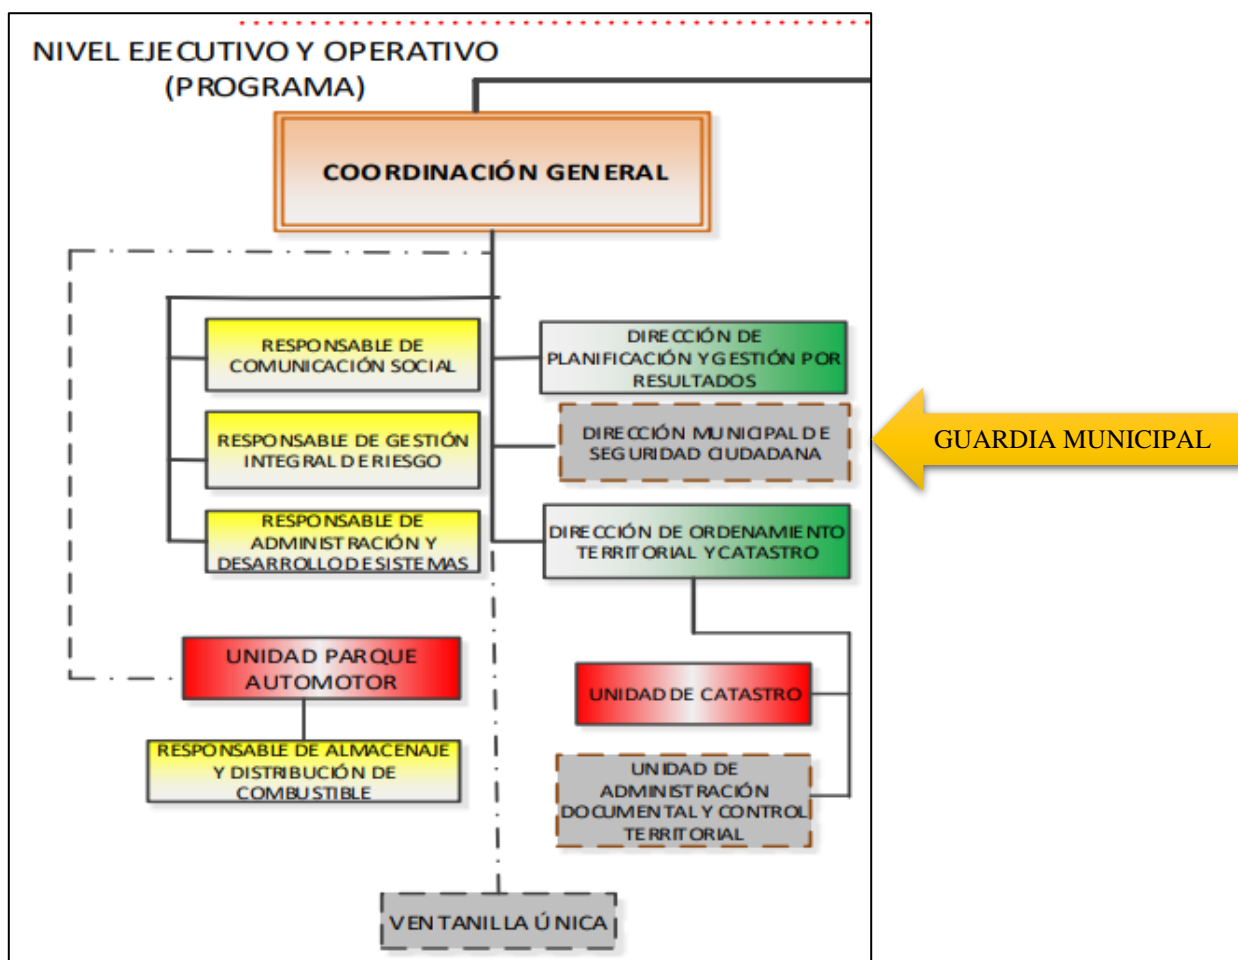 NIVEL EJECUTIVO Y OPERATIVO
(PROGRAMA)
COORDINACIÓN GENERAL
RESPONSABLE DE
COMUNICACIÓN SOCIAL
DIRECCIÓN DE
PLANIFICACIÓN Y GESTIÓN POR
RESULTADOS
RESPONSABLE DE GESTIÓN
INTEGRAL DE RIESGO
DIRECCIÓN MUNICIPAL DE
SEGURIDAD CIUDADANA
GUARDIA MUNICIPAL
RESPONSABLE DE
ADMINISTRACIÓN Y
DESARROLLO DE SISTEMAS
DIRECCIÓN DE ORDENAMIENTO
TERRITORIAL Y CATASTRO
UNIDAD PARQUE
AUTOMOTOR
UNIDAD DE CATASTRO
RESPONSABLE DE ALMACENAJE
Y DISTRIBUCIÓN DE
COMBUSTIBLE
UNIDAD DE
ADMINISTRACIÓN
DOCUMENTAL Y CONTROL
TERRITORIAL
VENTANILLA ÚNICA